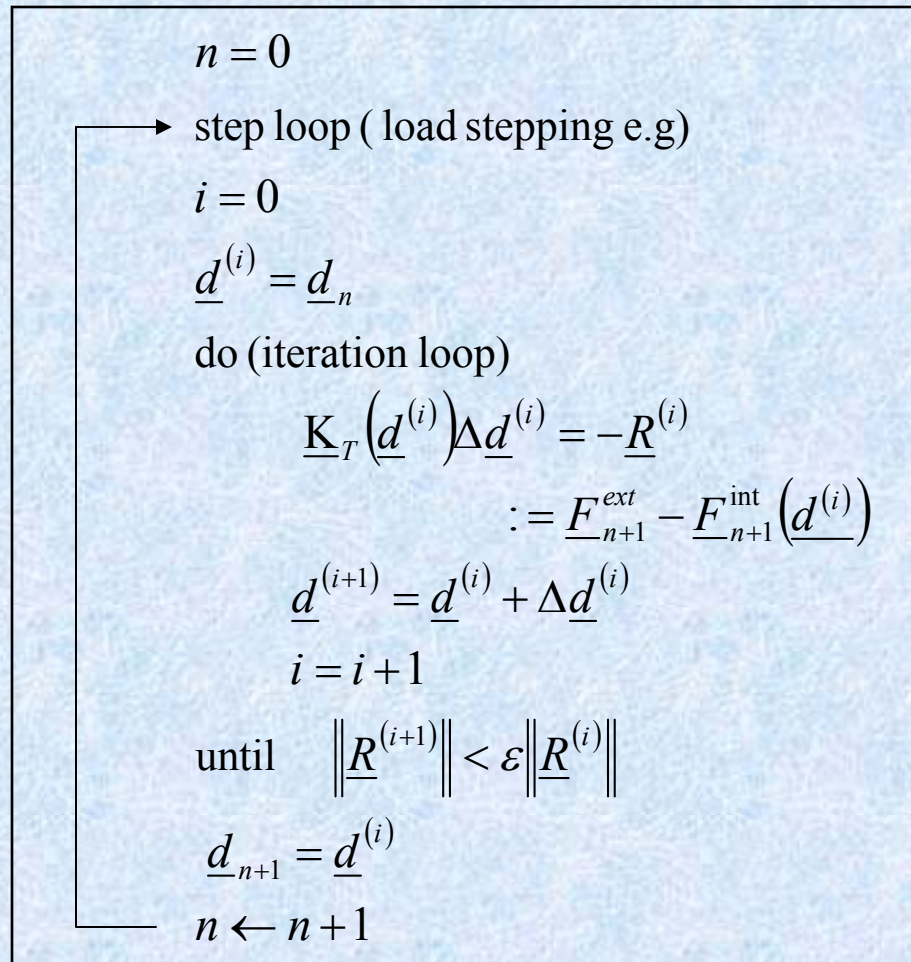 n = 0
step loop ( load stepping e.g)
i = 0
d^(i) = d_n
do (iteration loop)
K_T (d^(i)) Δd^(i) = −R^(i)
:= F^ext_n+1 − F^int_n+1 (d^(i))
d^(i+1) = d^(i) + Δd^(i)
i = i + 1
until ‖R^(i+1)‖ < ε‖R^(i)‖
d_n+1 = d^(i)
n ← n + 1